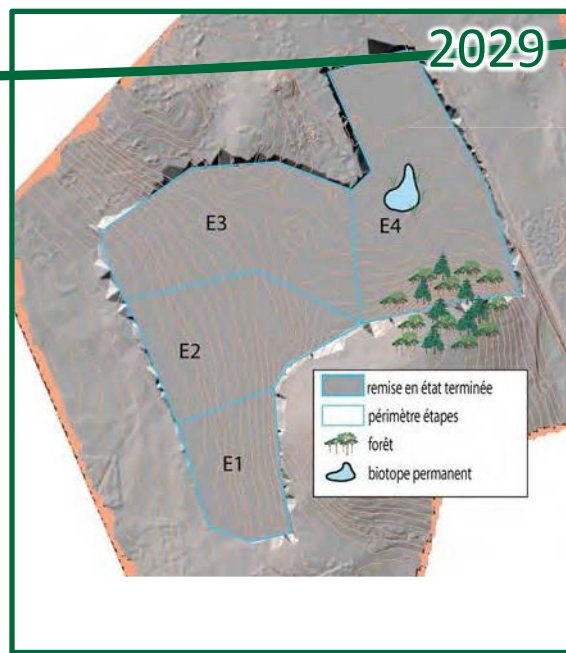 2029
E3
E4
E2
E1
remise en état terminée
périmètre étapes
forêt
biotope permanent